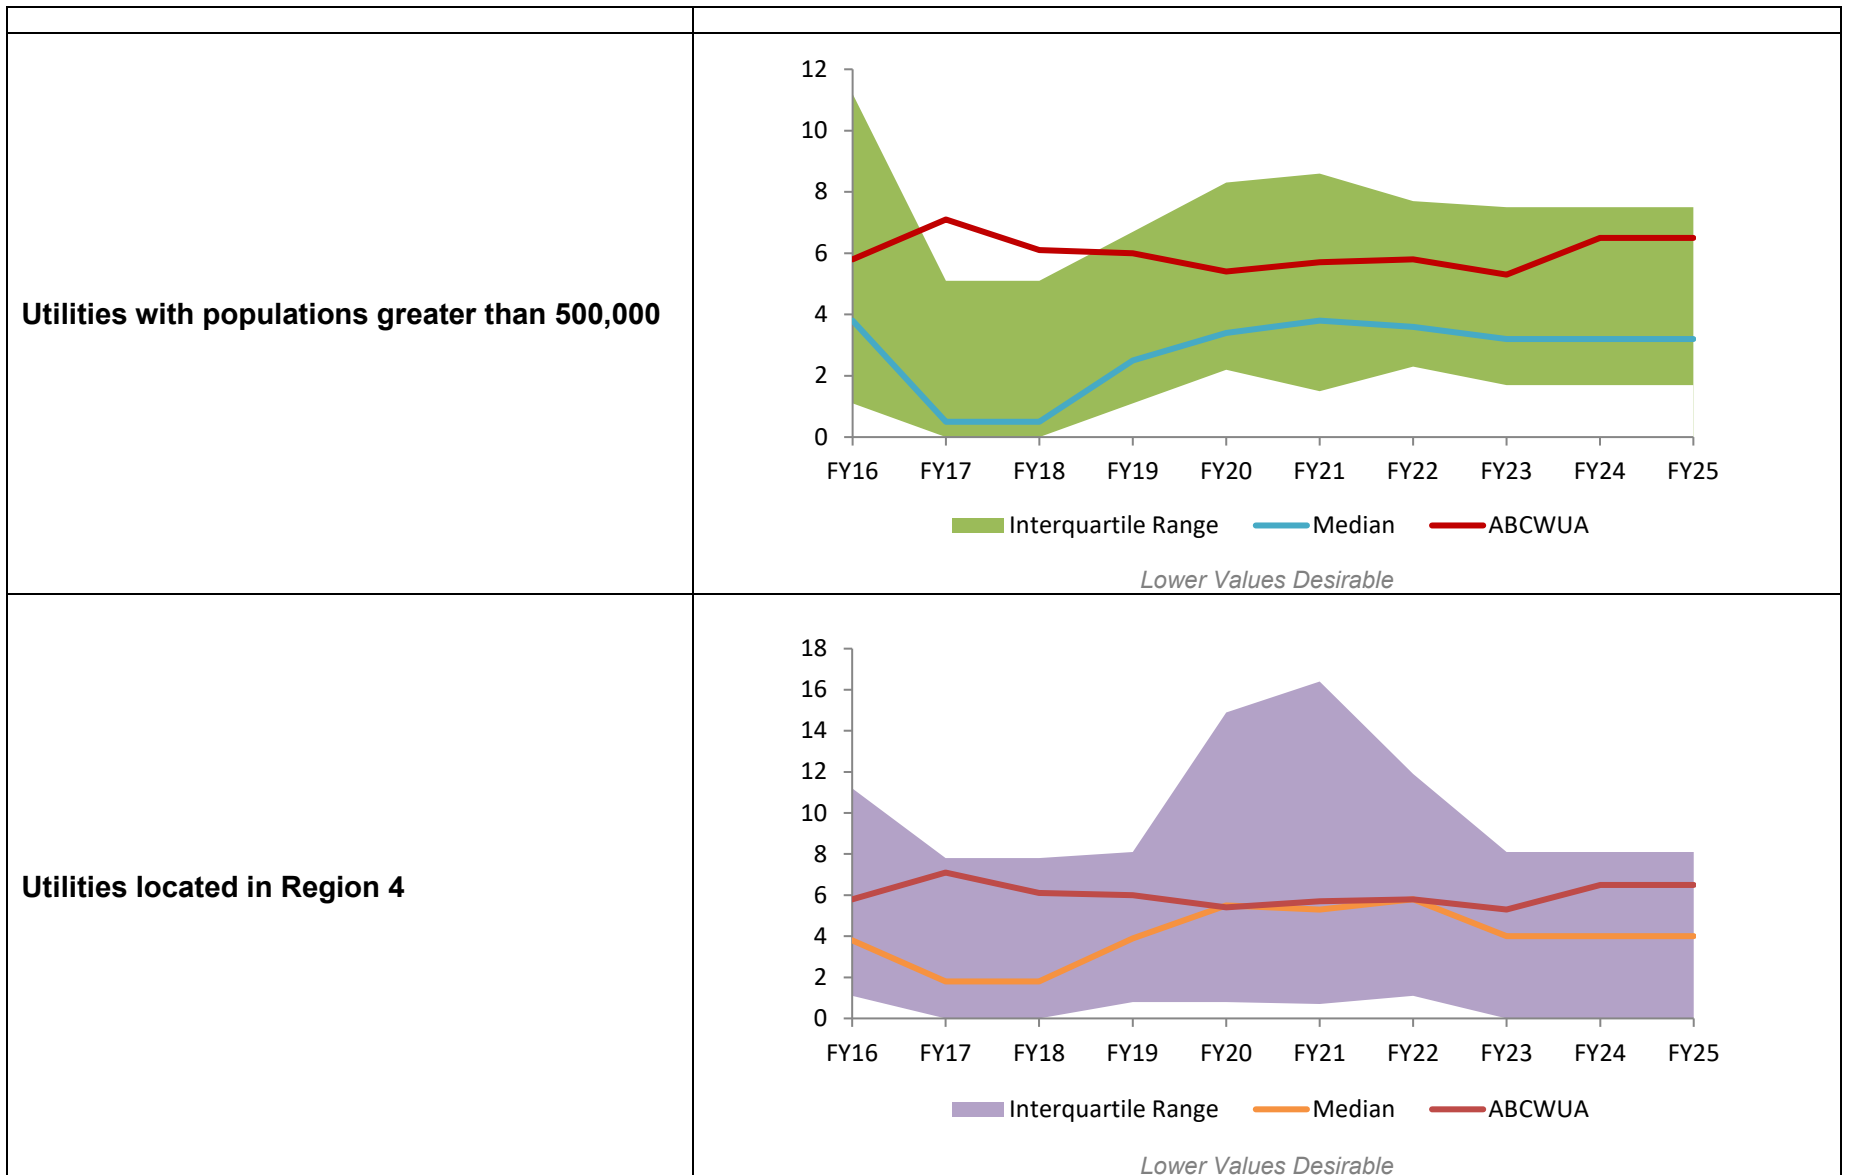 12
10
8
6
4
2
0
FY16 FY17 FY18 FY19 FY20 FY21 FY22 FY23 FY24 FY25
Utilities with populations greater than 500,000
Interquartile Range Median ABCWUA
Lower Values Desirable
18
16
14
12
10
8
6
4
2
0
FY16 FY17 FY18 FY19 FY20 FY21 FY22 FY23 FY24 FY25
Utilities located in Region 4
Interquartile Range Median ABCWUA
Lower Values Desirable